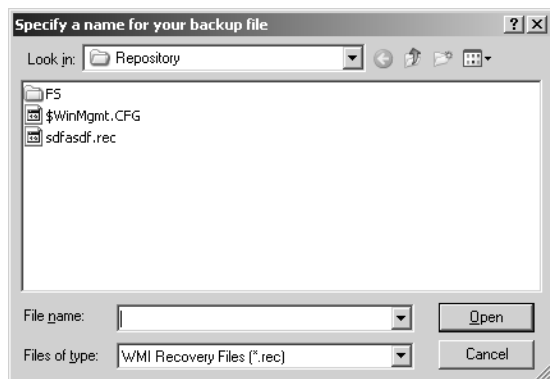 Specify a name for your backup file
Look in: Repository
FS
$WinMgmt.CFG
sdfasdf.rec
File name: Open
Files of type: WMI Recovery Files (*.rec) Cancel